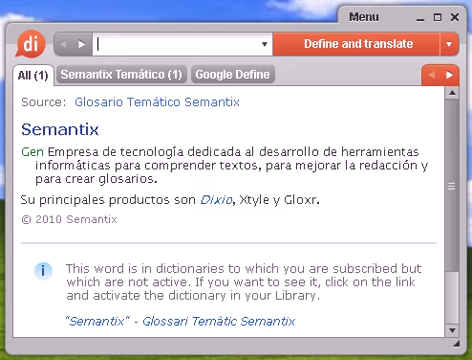 Menu
di
Define and translate
All (1)
Semantix Temático (1)
Google Define
Source: Glosario Temático Semantix
Semantix
Gen Empresa de tecnología dedicada al desarrollo de herramientas
informáticas para comprender textos, para mejorar la redacción y
para crear glosarios.
Su principales productos son Dixio, Xtyle y Gloxr.
© 2010 Semantix
i
This word is in dictionaries to which you are subscribed but
which are not active. If you want to see it, click on the link
and activate the dictionary in your Library.
"Semantix" - Glossari Temàtic Semantix